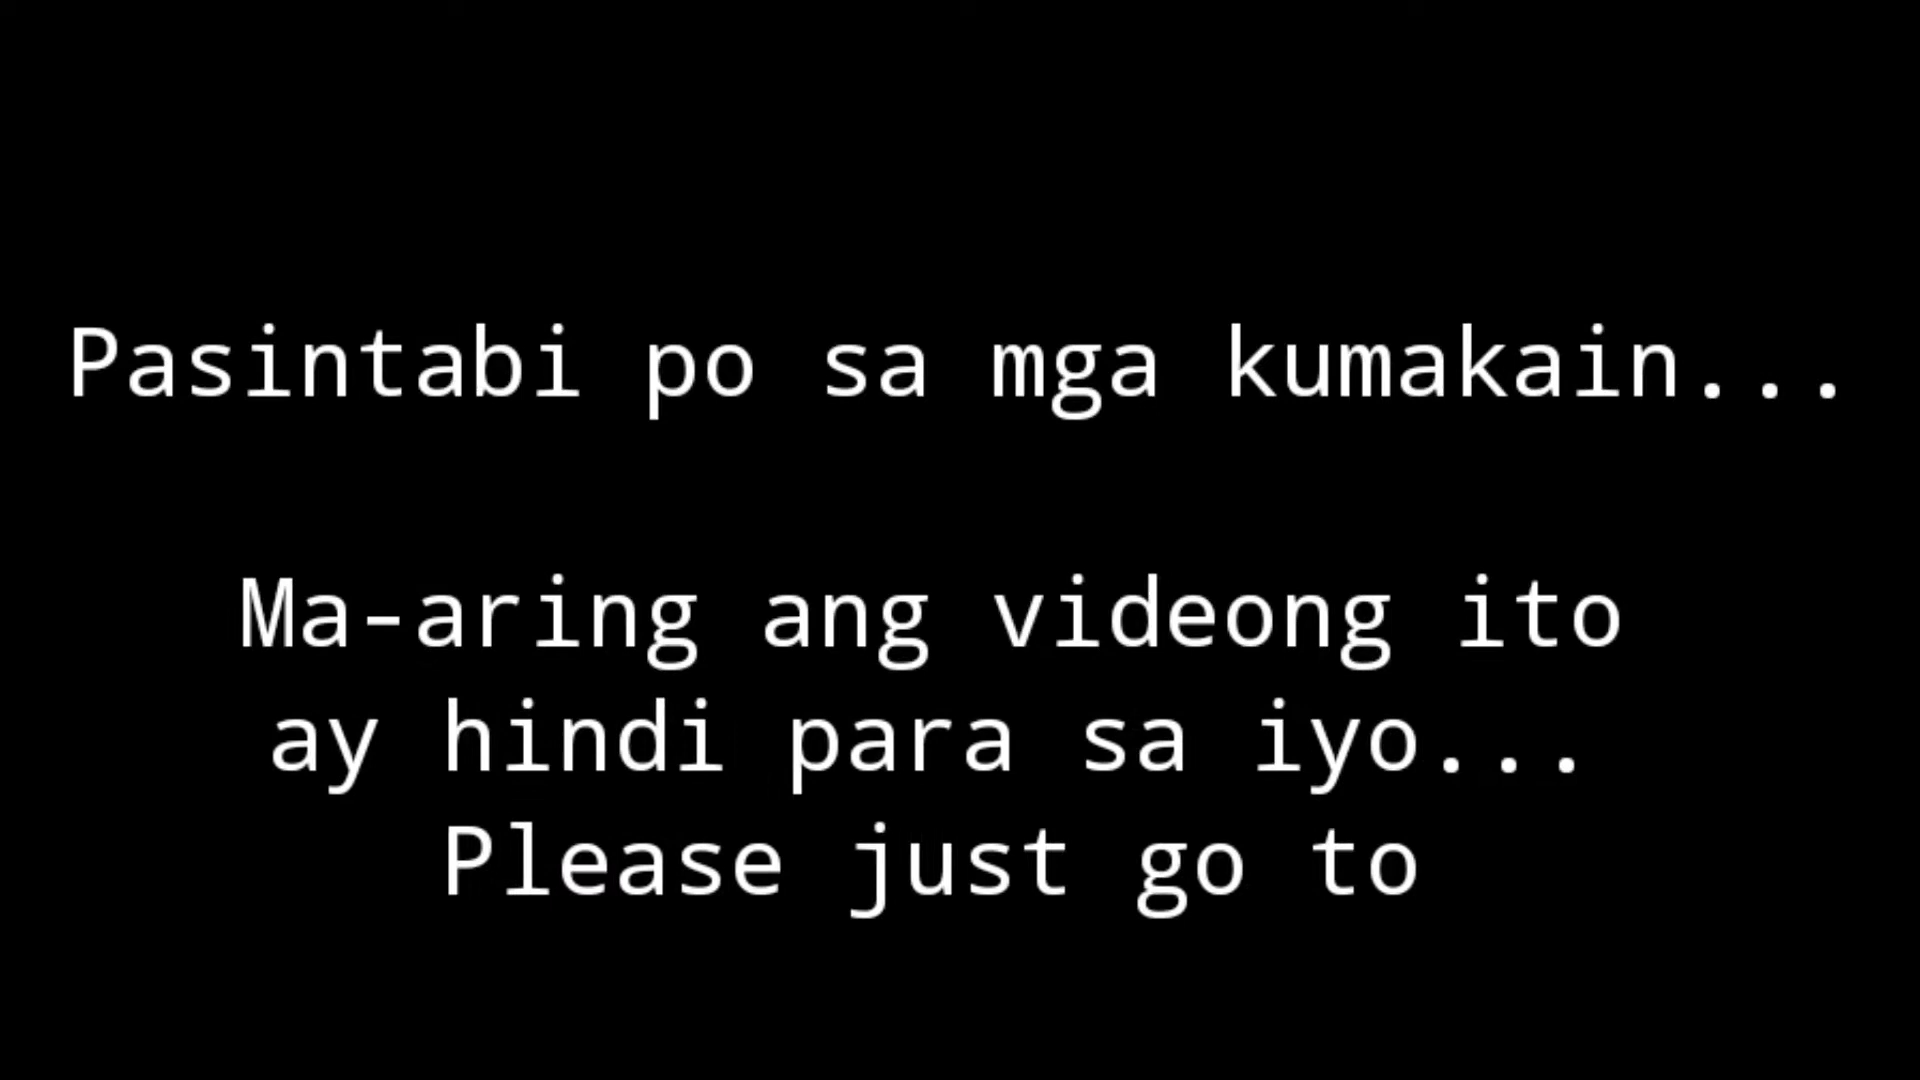 Pasintabi po sa mga kumakain...
Ma-aring ang videong ito
ay hindi para sa iyo...
Please just go to